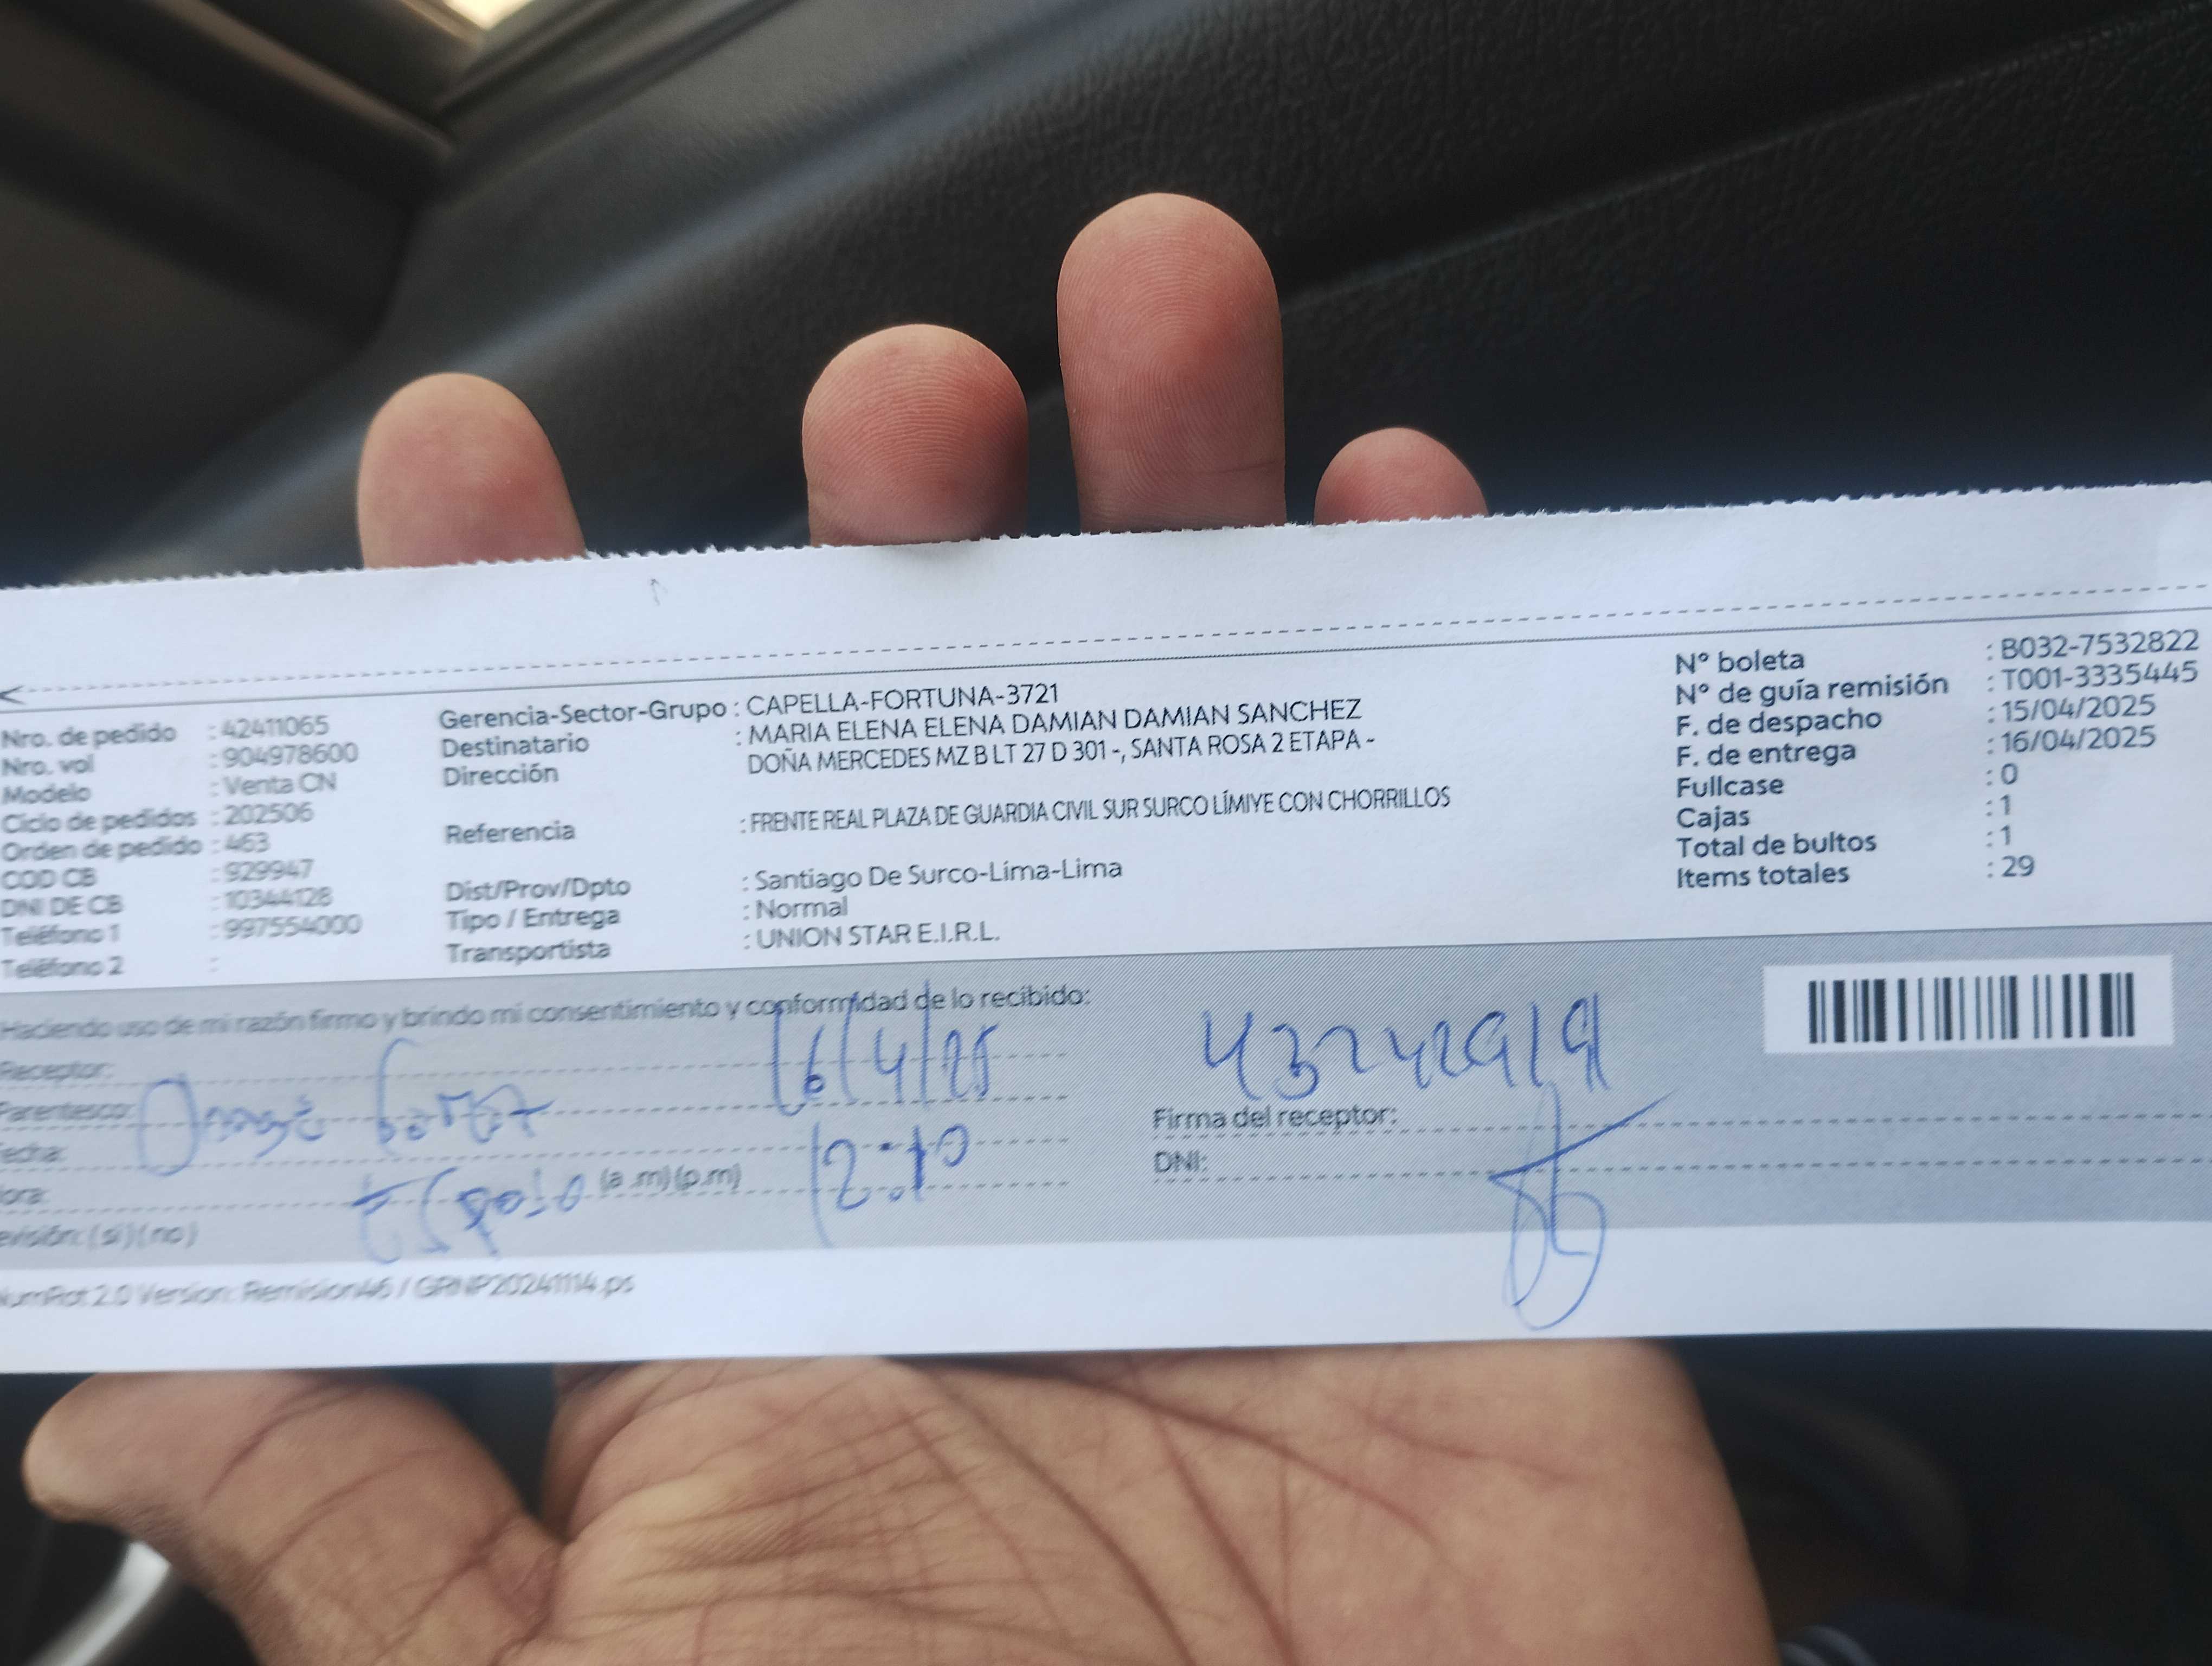 Nro. de pedido : 42411065
Nro. vol : 904978600
Modelo : Venta CN
Ciclo de pedidos : 202506
Orden de pedido : 463
COD CB : 929947
DNI DE CB : 10344128
Teléfono 1 : 997554000
Teléfono 2 :
Gerencia-Sector-Grupo : CAPELLA-FORTUNA-3721
Destinatario : MARIA ELENA ELENA DAMIAN DAMIAN SANCHEZ
Dirección DOÑA MERCEDES MZ B LT 27 D 301 -, SANTA ROSA 2 ETAPA -
Referencia : FRENTE REAL PLAZA DE GUARDIA CIVIL SUR SURCO LÍMIYE CON CHORRILLOS
Dist/Prov/Dpto : Santiago De Surco-Lima-Lima
Tipo / Entrega : Normal
Transportista : UNION STAR E.I.R.L.
N° boleta : B032-7532822
N° de guía remisión : T001-3335445
F. de despacho : 15/04/2025
F. de entrega : 16/04/2025
Fullcase : 0
Cajas : 1
Total de bultos : 1
Items totales : 29
Haciendo uso de mi razón firmo y brindo mi consentimiento y conformidad de lo recibido:
Receptor:
16/4/25
Parentesco:
echa:
ora: Esposo (a .m) (p.m) 12:10
evisión: (si) (no)
Firma del receptor:
DNI:
NumRot 2.0 Version: RemisionA6 / GRNP20241114.ps